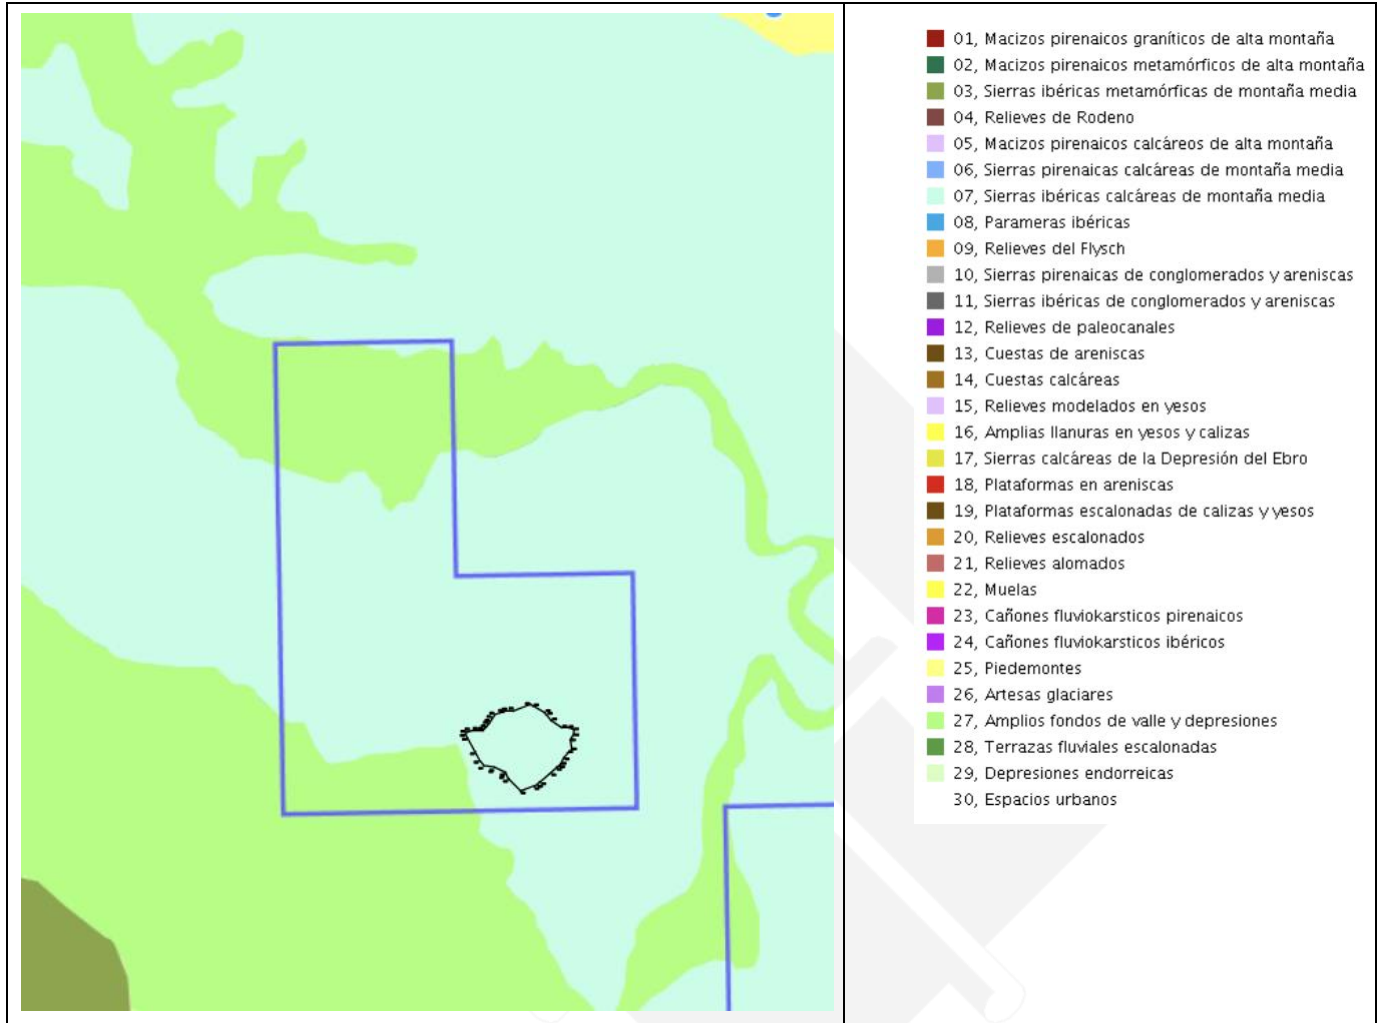 01, Macizos pirenaicos graníticos de alta montaña
02, Macizos pirenaicos metamórficos de alta montaña
03, Sierras ibéricas metamórficas de montaña media
04, Relieves de Rodeno
05, Macizos pirenaicos calcáreos de alta montaña
06, Sierras pirenaicas calcáreas de montaña media
07, Sierras ibéricas calcáreas de montaña media
08, Parameras ibéricas
09, Relieves del Flysch
10, Sierras pirenaicas de conglomerados y areniscas
11, Sierras ibéricas de conglomerados y areniscas
12, Relieves de paleocanales
13, Cuestas de areniscas
14, Cuestas calcáreas
15, Relieves modelados en yesos
16, Amplias llanuras en yesos y calizas
17, Sierras calcáreas de la Depresión del Ebro
18, Plataformas en areniscas
19, Plataformas escalonadas de calizas y yesos
20, Relieves escalonados
21, Relieves alomados
22, Muelas
23, Cañones fluviokarsticos pirenaicos
24, Cañones fluviokarsticos ibéricos
25, Piedemontes
26, Artesas glaciares
27, Amplios fondos de valle y depresiones
28, Terrazas fluviales escalonadas
29, Depresiones endorreicas
30, Espacios urbanos